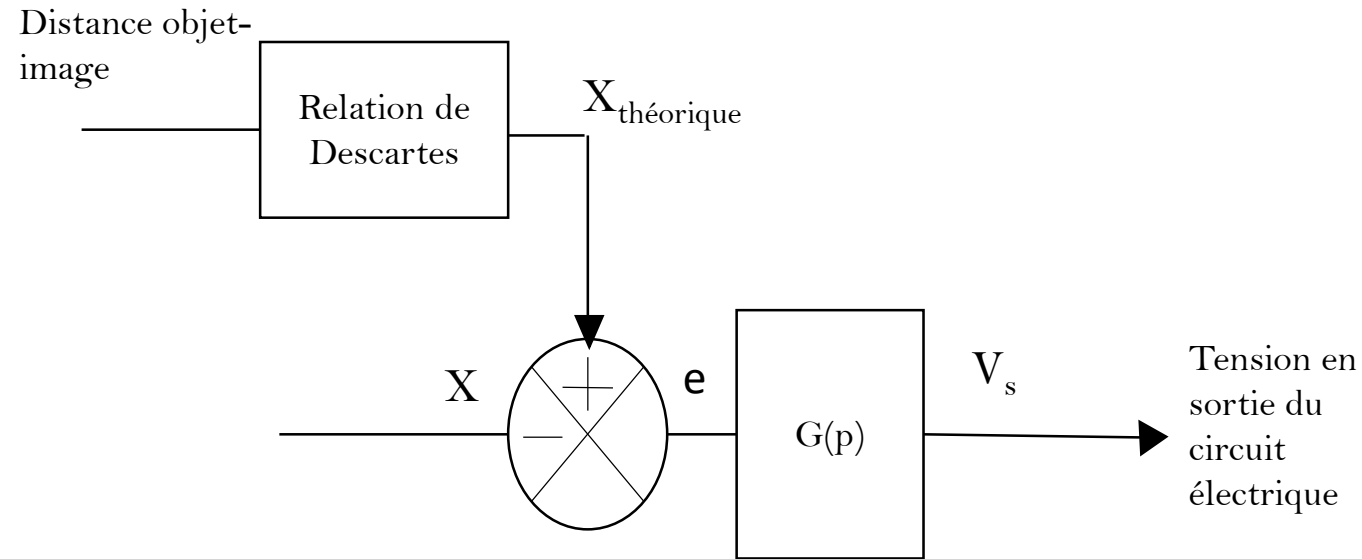 Distance objet-
image
Relation de
Descartes
Xthéorique
X
+
−
e
G(p)
Vs
Tension en
sortie du
circuit
électrique